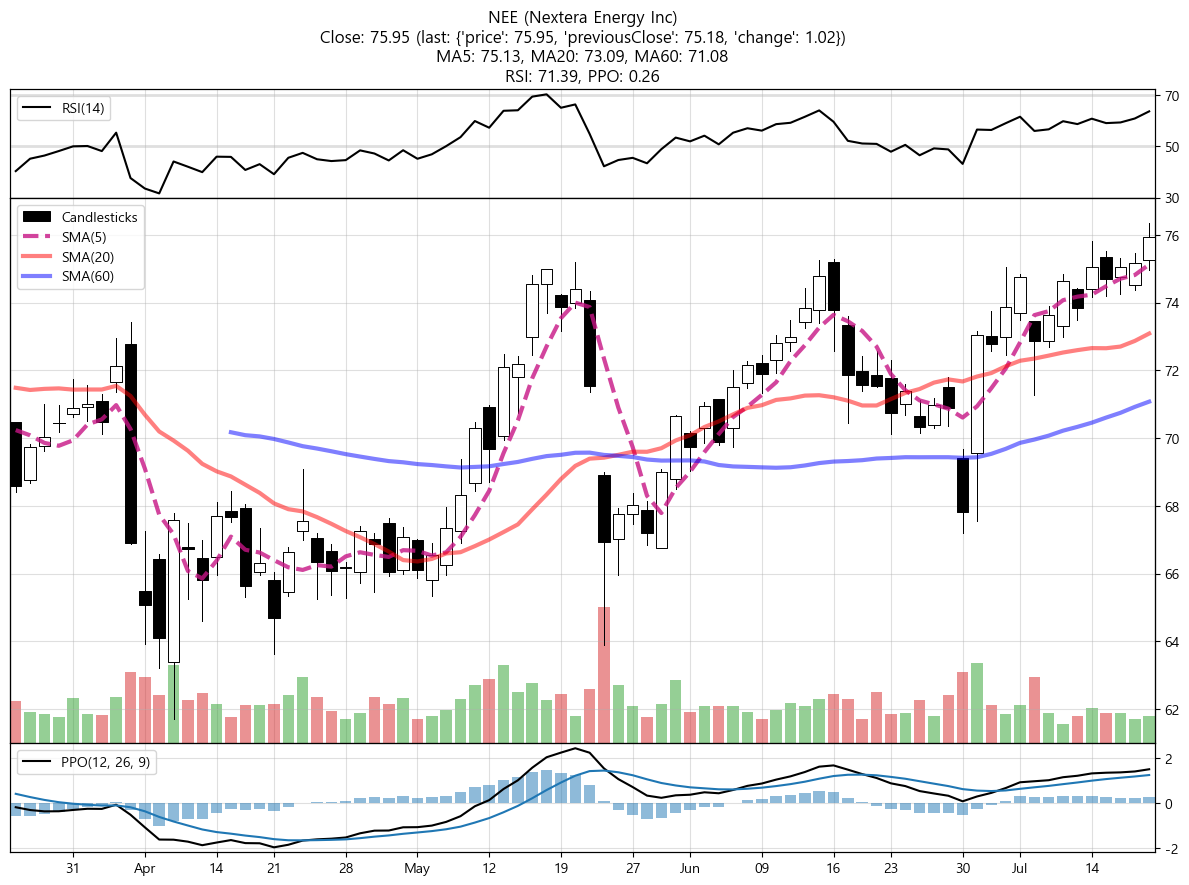 NEE (Nextera Energy Inc)
Close: 75.95 (last: {'price': 75.95, 'previousClose': 75.18, 'change': 1.02})
MA5: 75.13, MA20: 73.09, MA60: 71.08
RSI: 71.39, PPO: 0.26
RSI(14)
70
50
30
Candlesticks
SMA(5)
SMA(20)
SMA(60)
76
74
72
70
68
66
64
62
PPO(12, 26, 9)
2
0
-2
31 Apr 14 21 28 May 12 19 27 Jun 09 16 23 30 Jul 14